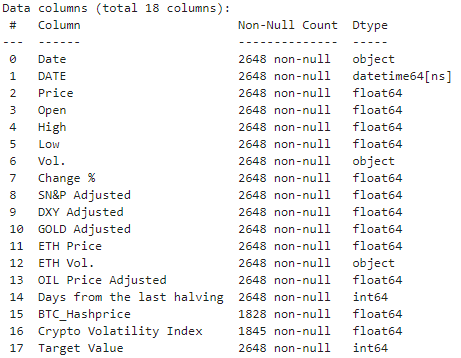 Data columns (total 18 columns):
#   Column                       Non-Null Count  Dtype
---  ------                       --------------  -----
0   Date                         2648 non-null   object
1   DATE                         2648 non-null   datetime64[ns]
2   Price                        2648 non-null   float64
3   Open                         2648 non-null   float64
4   High                         2648 non-null   float64
5   Low                          2648 non-null   float64
6   Vol.                         2648 non-null   object
7   Change %                     2648 non-null   float64
8   SN&P Adjusted                2648 non-null   float64
9   DXY Adjusted                 2648 non-null   float64
10  GOLD Adjusted                2648 non-null   float64
11  ETH Price                    2648 non-null   float64
12  ETH Vol.                     2648 non-null   object
13  OIL Price Adjusted           2648 non-null   float64
14  Days from the last halving   2648 non-null   int64
15  BTC_Hashprice                1828 non-null   float64
16  Crypto Volatility Index      1845 non-null   float64
17  Target Value                 2648 non-null   int64